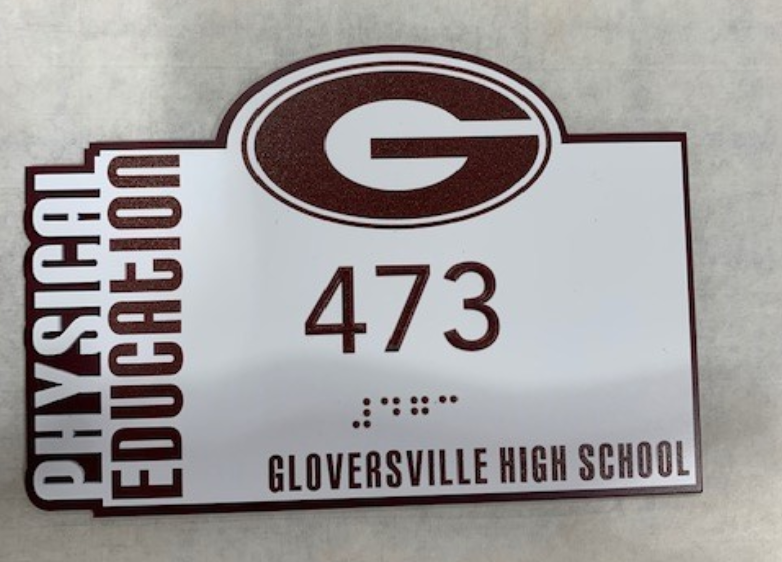 G
PHYSICAL
EDUCATION
473
⠼⠙⠛⠉
GLOVERSVILLE HIGH SCHOOL